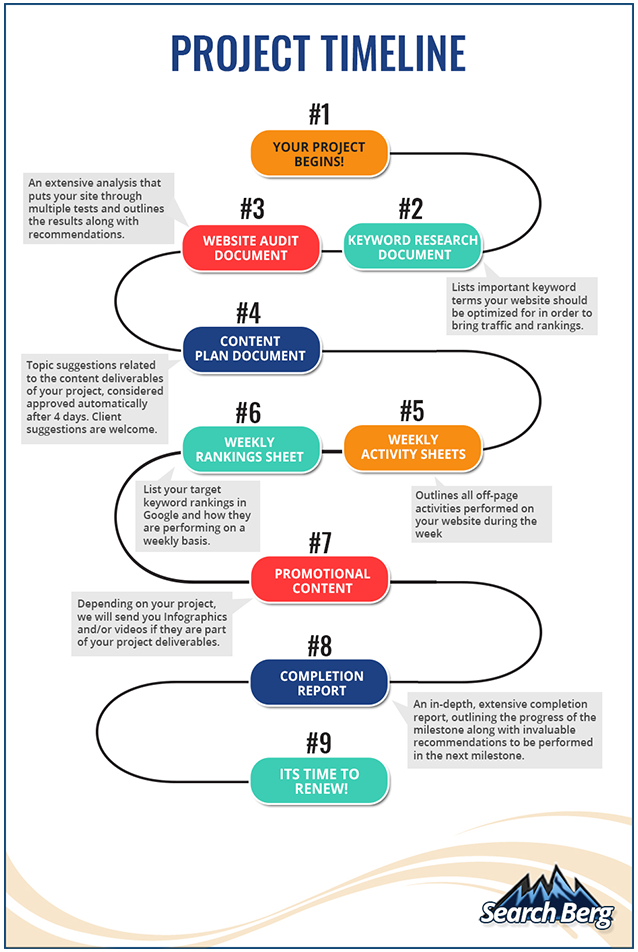 PROJECT TIMELINE
#1
YOUR PROJECT
BEGINS!
#2
KEYWORD RESEARCH
DOCUMENT
Lists important keyword
terms your website should
be optimized for in order to
bring traffic and rankings.
#3
WEBSITE AUDIT
DOCUMENT
An extensive analysis that
puts your site through
multiple tests and outlines
the results along with
recommendations.
#4
CONTENT
PLAN DOCUMENT
Topic suggestions related
to the content deliverables
of your project, considered
approved automatically
after 4 days. Client
suggestions are welcome.
#5
WEEKLY
ACTIVITY SHEETS
Outlines all off-page
activities performed on
your website during the
week
#6
WEEKLY
RANKINGS SHEET
List your target
keyword rankings in
Google and how they
are performing on a
weekly basis.
#7
PROMOTIONAL
CONTENT
Depending on your project,
we will send you Infographics
and/or videos if they are part
of your project deliverables.
#8
COMPLETION
REPORT
An in-depth, extensive completion
report, outlining the progress of the
milestone along with invaluable
recommendations to be performed
in the next milestone.
#9
ITS TIME TO
RENEW!
Search Berg